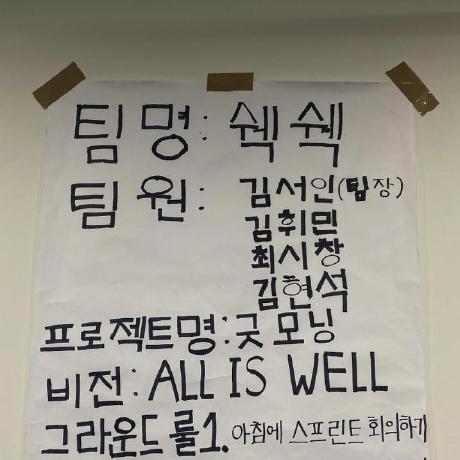 팀명: 쉑쉑
팀원: 김서인(팀장)
김휘민
최시창
김현석
프로젝트명:굿모닝
비전: ALL IS WELL
그라운드룰1. 아침에 스프린트 회의하기